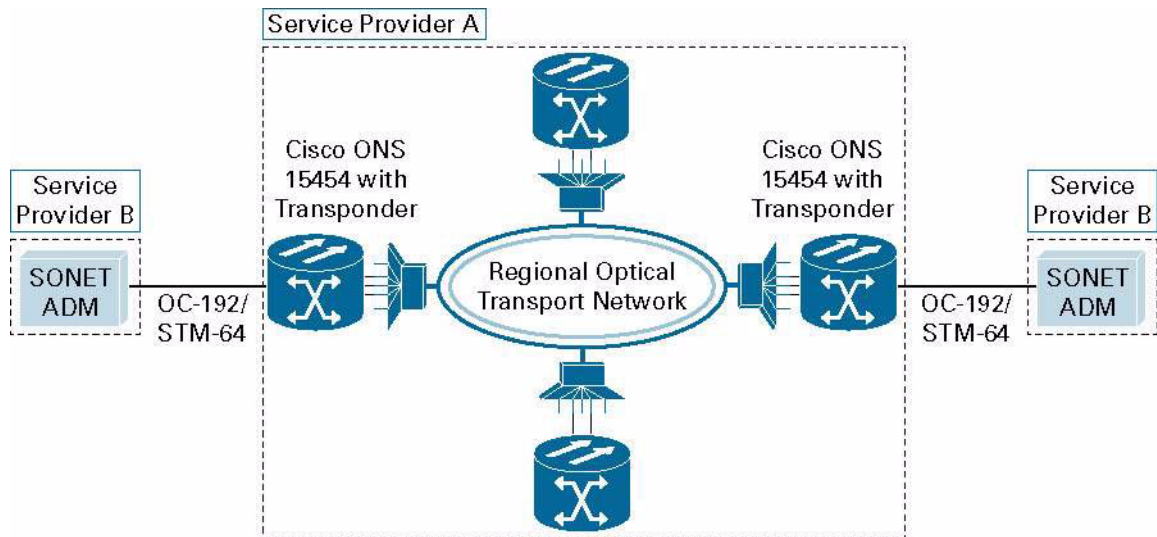 Service Provider A
Cisco ONS
15454 with
Transponder
Cisco ONS
15454 with
Transponder
Service
Provider B
Service
Provider B
SONET
ADM
OC-192/
STM-64
Regional Optical
Transport Network
OC-192/
STM-64
SONET
ADM